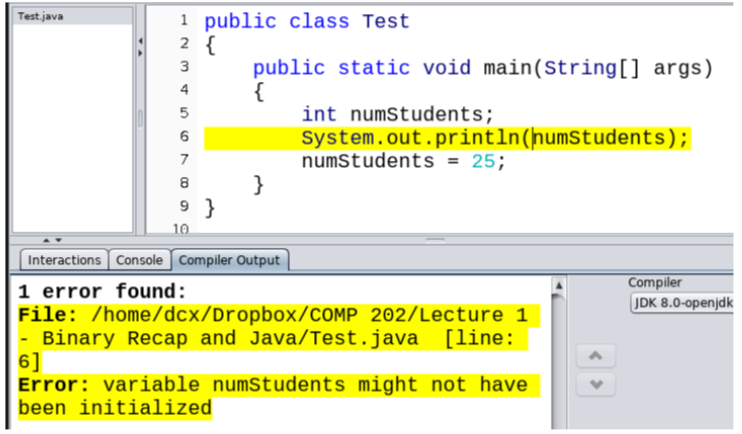 Test.java
1 public class Test
2 {
3 public static void main(String[] args)
4 {
5 int numStudents;
6 System.out.println(numStudents);
7 numStudents = 25;
8 }
9 }
10
Interactions Console Compiler Output
1 error found:
File: /home/dcx/Dropbox/COMP 202/Lecture 1
- Binary Recap and Java/Test.java [line:
6]
Error: variable numStudents might not have
been initialized
Compiler
JDK 8.0-openjdk